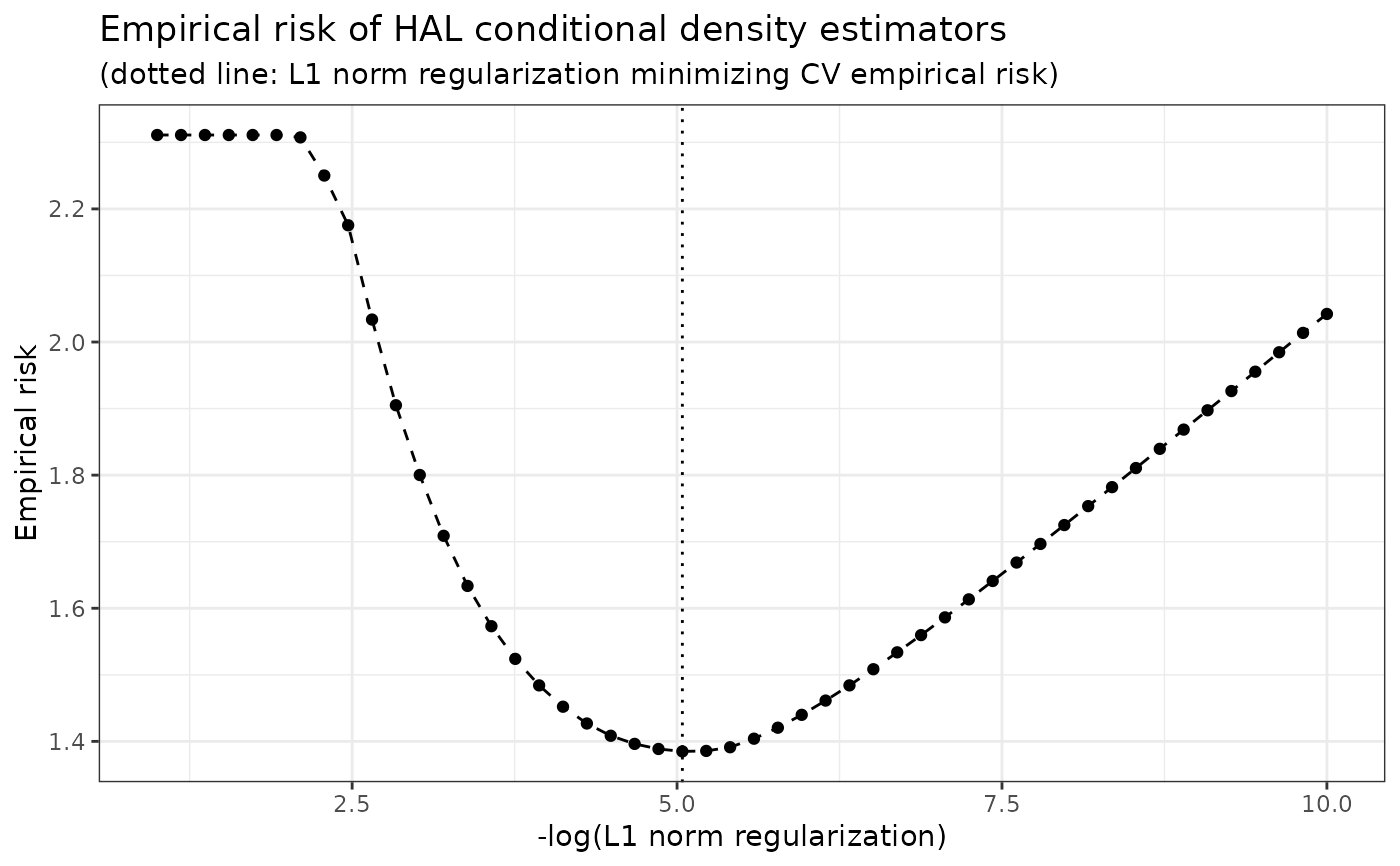 Empirical risk of HAL conditional density estimators
(dotted line: L1 norm regularization minimizing CV empirical risk)
Empirical risk
2.2
2.0
1.8
1.6
1.4
2.5
5.0
7.5
10.0
-log(L1 norm regularization)